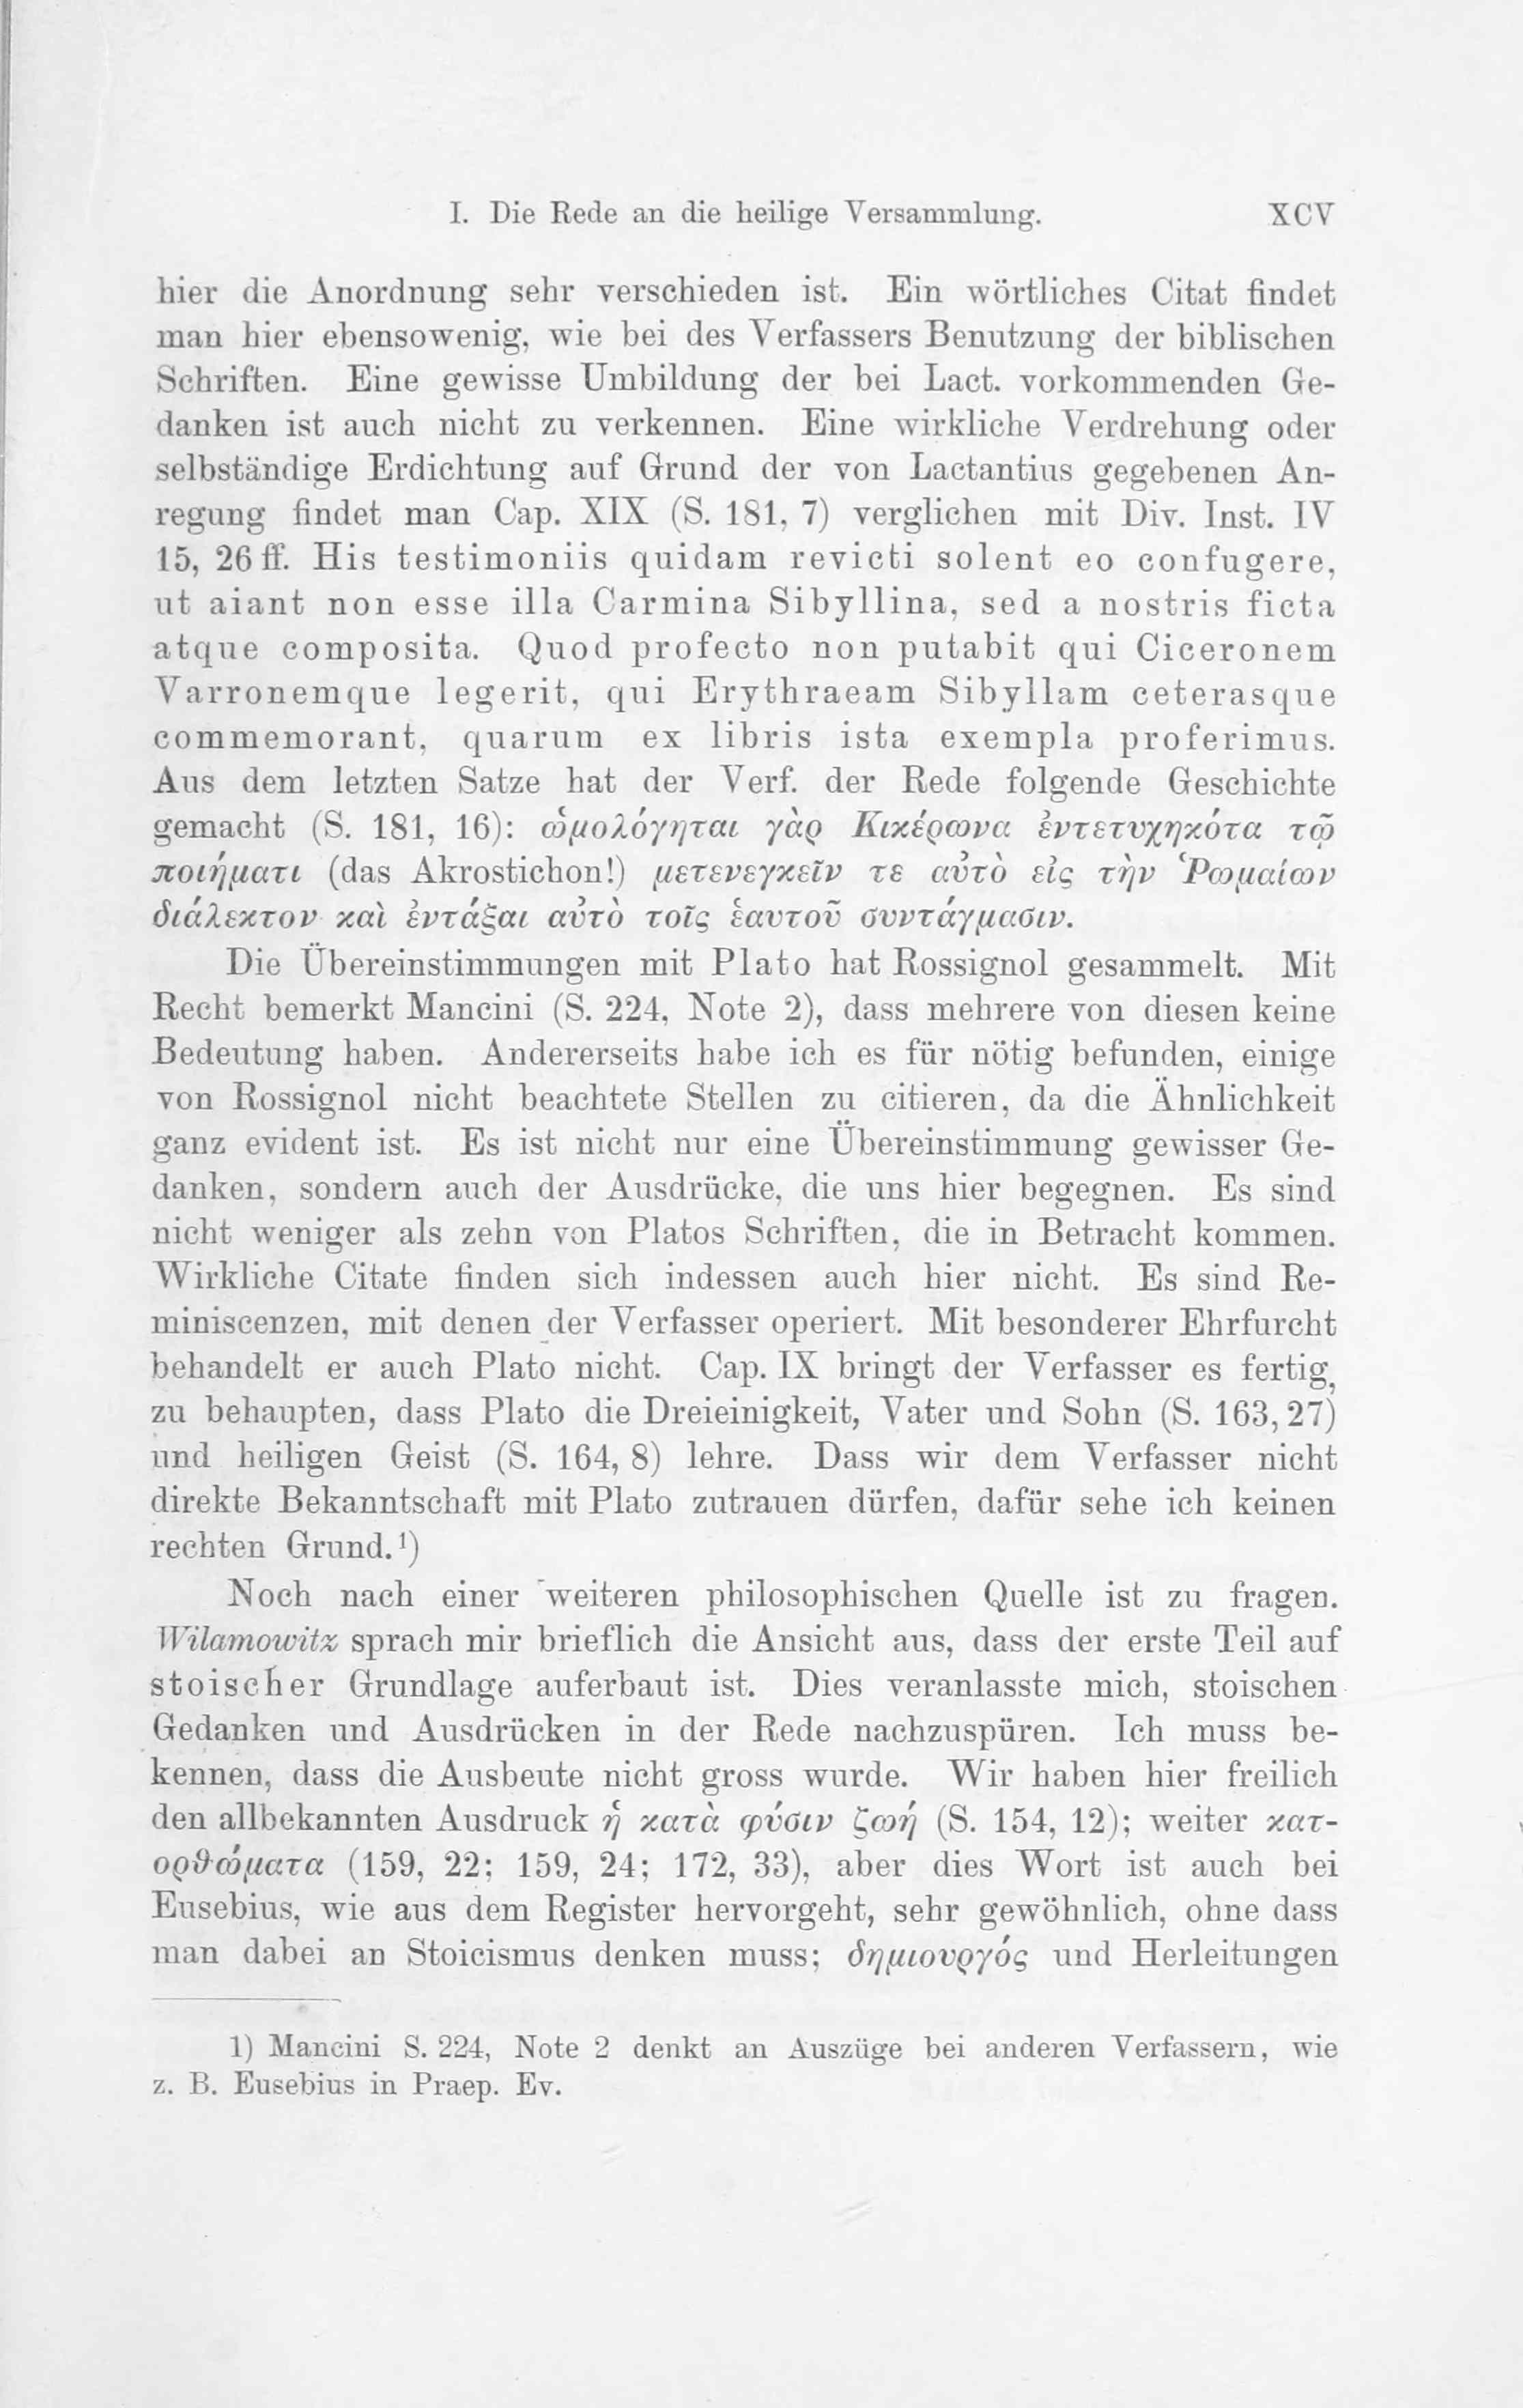 I. Die Rede an die heilige Versammlung. XCV
hier die Anordnung sehr verschieden ist. Ein wörtliches Citat findet
man hier ebensowenig, wie bei des Verfassers Benutzung der biblischen
Schriften. Eine gewisse Umbildung der bei Lact. vorkommenden Ge-
danken ist auch nicht zu verkennen. Eine wirkliche Verdrehung oder
selbständige Erdichtung auf Grund der von Lactantius gegebenen An-
regung findet man Cap. XIX (S. 181, 7) verglichen mit Div. Inst. IV
15, 26 ff. His testimoniis quidam revicti solent eo confugere,
ut aiant non esse illa Carmina Sibyllina, sed a nostris ficta
atque composita. Quod profecto non putabit qui Ciceronem
Varronemque legerit, qui Erythraeam Sibyllam ceterasque
commemorant, quarum ex libris ista exempla proferimus.
Aus dem letzten Satze hat der Verf. der Rede folgende Geschichte
gemacht (S. 181, 16): ὡμολόγηται γὰρ Κικέρωνα ἐντετυχηκότα τῷ
ποιήματι (das Akrostichon!) μετενεγκεῖν τε αὐτὸ εἰς τὴν Ῥωμαίων
διάλεκτον καὶ ἐντάξαι αὐτὸ τοῖς ἑαυτοῦ συντάγμασιν.
Die Übereinstimmungen mit Plato hat Rossignol gesammelt. Mit
Recht bemerkt Mancini (S. 224, Note 2), dass mehrere von diesen keine
Bedeutung haben. Andererseits habe ich es für nötig befunden, einige
von Rossignol nicht beachtete Stellen zu citieren, da die Ähnlichkeit
ganz evident ist. Es ist nicht nur eine Übereinstimmung gewisser Ge-
danken, sondern auch der Ausdrücke, die uns hier begegnen. Es sind
nicht weniger als zehn von Platos Schriften, die in Betracht kommen.
Wirkliche Citate finden sich indessen auch hier nicht. Es sind Re-
miniscenzen, mit denen der Verfasser operiert. Mit besonderer Ehrfurcht
behandelt er auch Plato nicht. Cap. IX bringt der Verfasser es fertig,
zu behaupten, dass Plato die Dreieinigkeit, Vater und Sohn (S. 163, 27)
und heiligen Geist (S. 164, 8) lehre. Dass wir dem Verfasser nicht
direkte Bekanntschaft mit Plato zutrauen dürfen, dafür sehe ich keinen
rechten Grund.¹)
Noch nach einer weiteren philosophischen Quelle ist zu fragen.
Wilamowitz sprach mir brieflich die Ansicht aus, dass der erste Teil auf
stoischer Grundlage auferbaut ist. Dies veranlasste mich, stoischen
Gedanken und Ausdrücken in der Rede nachzuspüren. Ich muss be-
kennen, dass die Ausbeute nicht gross wurde. Wir haben hier freilich
den allbekannten Ausdruck ἡ κατὰ φύσιν ζωή (S. 154, 12); weiter κατ-
ορθώματα (159, 22; 159, 24; 172, 33), aber dies Wort ist auch bei
Eusebius, wie aus dem Register hervorgeht, sehr gewöhnlich, ohne dass
man dabei an Stoicismus denken muss; δημιουργός und Herleitungen
1) Mancini S. 224, Note 2 denkt an Auszüge bei anderen Verfassern, wie
z. B. Eusebius in Praep. Ev.